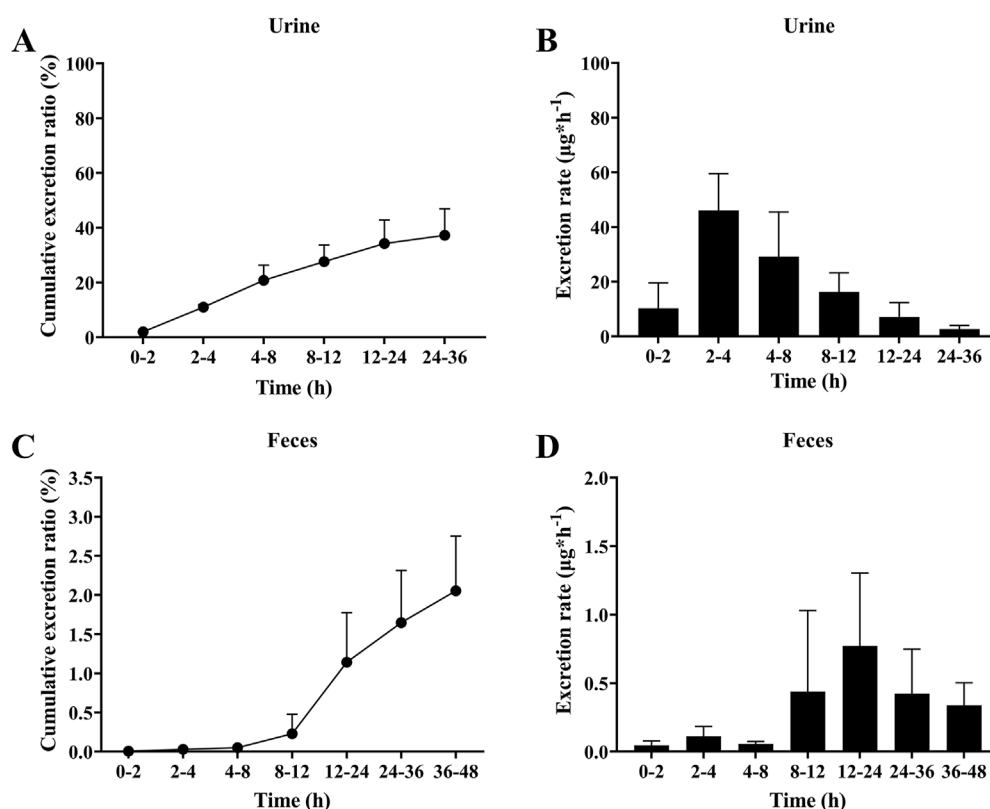 A
Urine
Cumulative excretion ratio (%)
100
80
60
40
20
0
0-2 2-4 4-8 8-12 12-24 24-36
Time (h)
B
Urine
Excretion rate (μg*h⁻¹)
100
80
60
40
20
0
0-2 2-4 4-8 8-12 12-24 24-36
Time (h)
C
Feces
Cumulative excretion ratio (%)
3.5
3.0
2.5
2.0
1.5
1.0
0.5
0.0
0-2 2-4 4-8 8-12 12-24 24-36 36-48
Time (h)
D
Feces
Excretion rate (μg*h⁻¹)
2.0
1.5
1.0
0.5
0.0
0-2 2-4 4-8 8-12 12-24 24-36 36-48
Time (h)